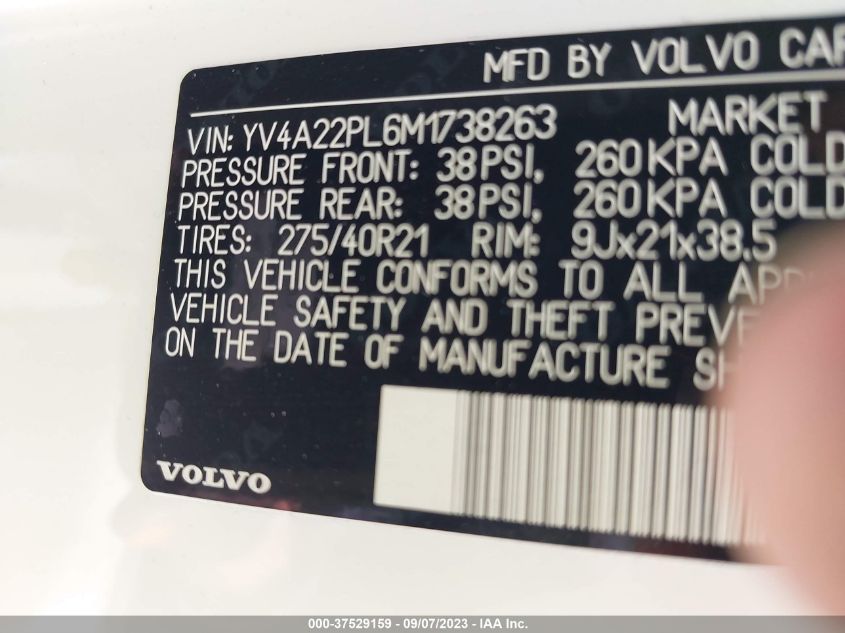 MFD BY VOLVO CAR
VIN: YV4A22PL6M1738263 MARKET
PRESSURE FRONT: 38 PSI, 260 KPA COLD
PRESSURE REAR: 38 PSI, 260 KPA COLD
TIRES: 275/40R21 RIM: 9Jx21x38.5
THIS VEHICLE CONFORMS TO ALL
VEHICLE SAFETY AND THEFT PREVE
ON THE DATE OF MANUFACTURE SH
VOLVO
000-37529159 - 09/07/2023 - IAA Inc.